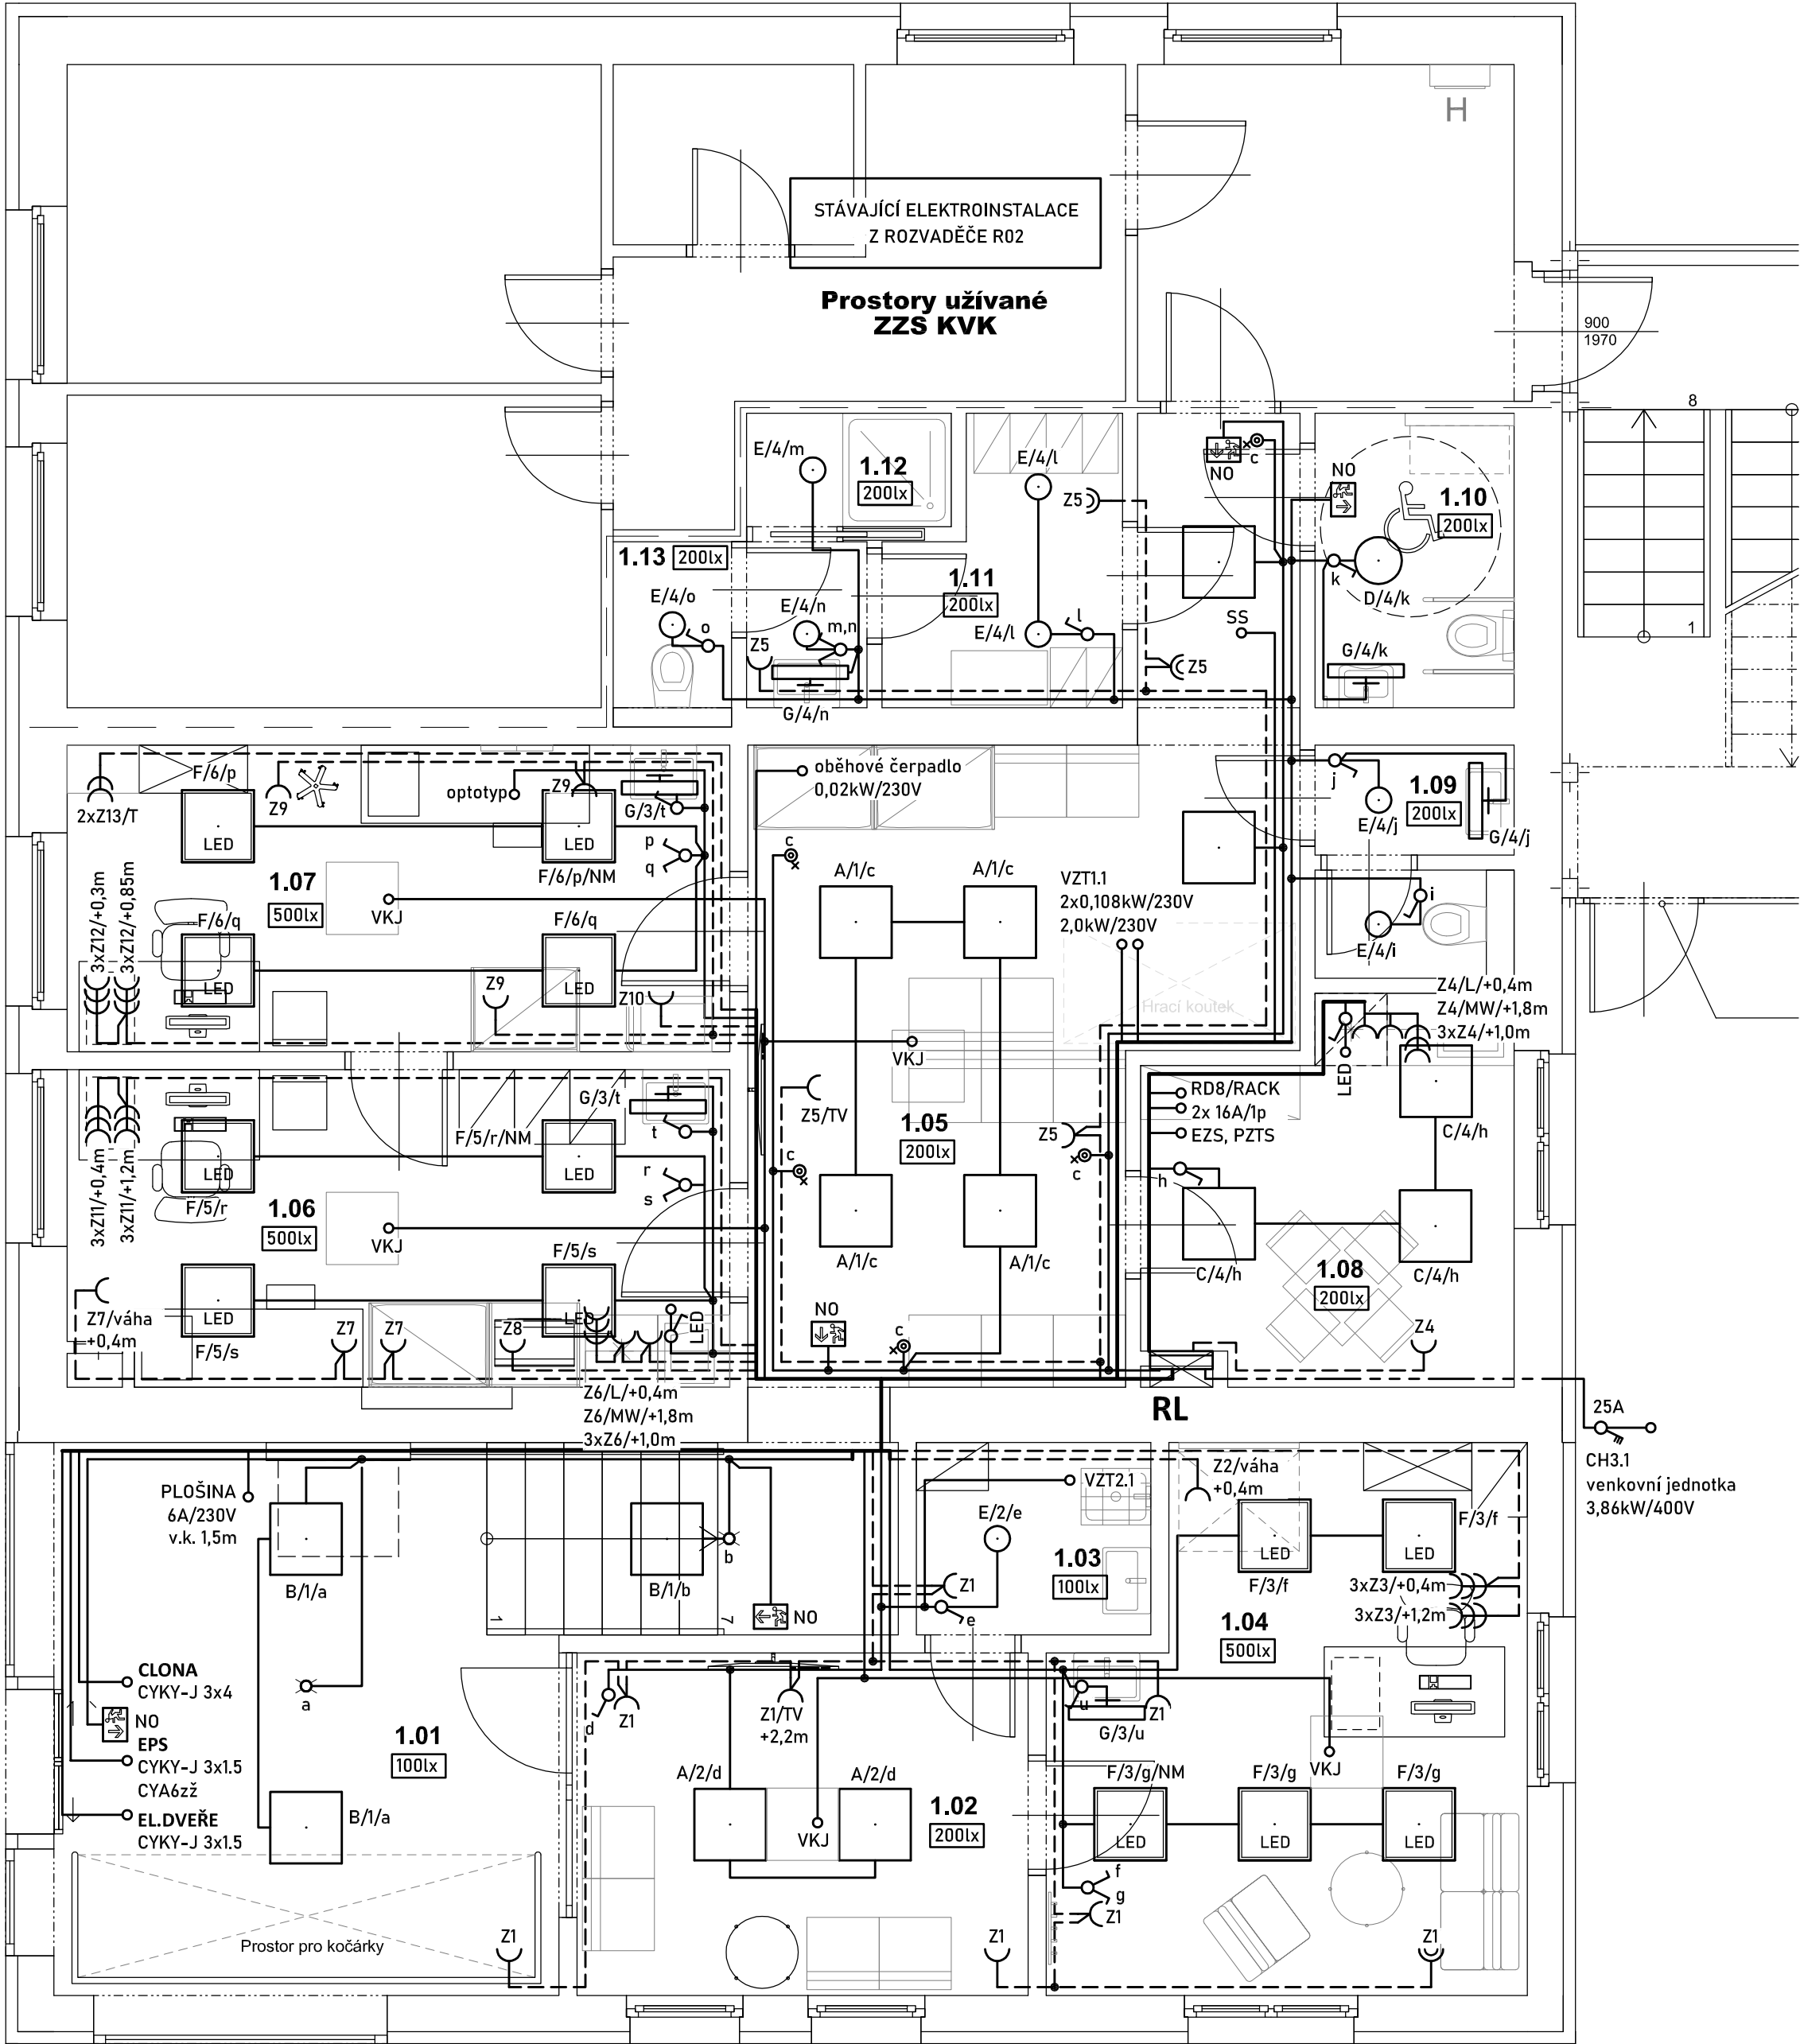 H
STÁVAJÍCÍ ELEKTROINSTALACE
Z ROZVADĚČE R02
Prostory užívané
ZZS KVK
900
1970
8
1
E/4/m
1.12
200lx
E/4/l
Z5
NO
c
NO
1.10
200lx
k
D/4/k
1.13
200lx
E/4/o
o
Z5
E/4/n
m,n
G/4/n
1.11
200lx
E/4/l
l
Z5
SS
G/4/k
F/6/p
2xZ13/T
LED
Z9
optotyp
Z9
LED
F/6/p/NM
G/3/t
p
q
oběhové čerpadlo
0,02kW/230V
c
j
E/4/j
1.09
200lx
G/4/j
1.07
500lx
VKJ
3xZ12/+0,3m
3xZ12/+0,85m
F/6/q
LED
F/6/q
LED
Z9
Z10
A/1/c
A/1/c
VZT1.1
2x0,108kW/230V
2,0kW/230V
i
E/4/i
Hrací koutek
VKJ
Z4/L/+0,4m
Z4/MW/+1,8m
3xZ4/+1,0m
LED
C/4/h
RD8/RACK
2x 16A/1p
EZS, PZTS
h
3xZ11/+0,4m
3xZ11/+1,2m
LED
F/5/r
F/5/r/NM
LED
G/3/t
t
r
s
1.06
500lx
VKJ
Z5/TV
1.05
200lx
Z5
c
c
Z7/váha
+0,4m
LED
F/5/s
F/5/s
LED
LED
Z7
Z7
Z8
Z6/L/+0,4m
Z6/MW/+1,8m
3xZ6/+1,0m
A/1/c
A/1/c
NO
c
C/4/h
C/4/h
1.08
200lx
Z4
RL
25A
CH3.1
venkovní jednotka
3,86kW/400V
PLOŠINA
6A/230V
v.k. 1,5m
B/1/a
B/1/b
b
1
7
NO
VZT2.1
E/2/e
1.03
100lx
Z1
e
Z2/váha
+0,4m
LED
F/3/f
LED
F/3/f
3xZ3/+0,4m
3xZ3/+1,2m
1.04
500lx
CLONA
CYKY-J 3x4
NO
EPS
CYKY-J 3x1.5
CYA6zž
EL.DVEŘE
CYKY-J 3x1.5
a
1.01
100lx
B/1/a
d
Z1
Z1/TV
+2,2m
u
G/3/u
Z1
VKJ
A/2/d
A/2/d
VKJ
1.02
200lx
F/3/g/NM
LED
F/3/g
LED
F/3/g
LED
f
g
Z1
Prostor pro kočárky
Z1
Z1
Z1